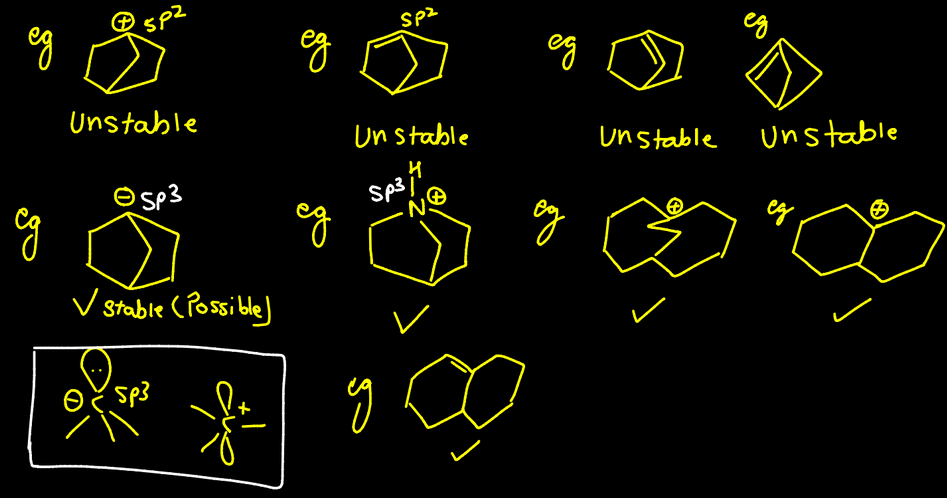 eg ⊕ sp2
Unstable
eg sp2
Unstable
eg
Unstable
eg
Unstable
eg ⊖ sp3
✓ stable (Possible)
eg sp3 H
N ⊕
✓
eg ⊕
✓
eg ⊕
✓
⊖ C sp3
C +
eg
✓